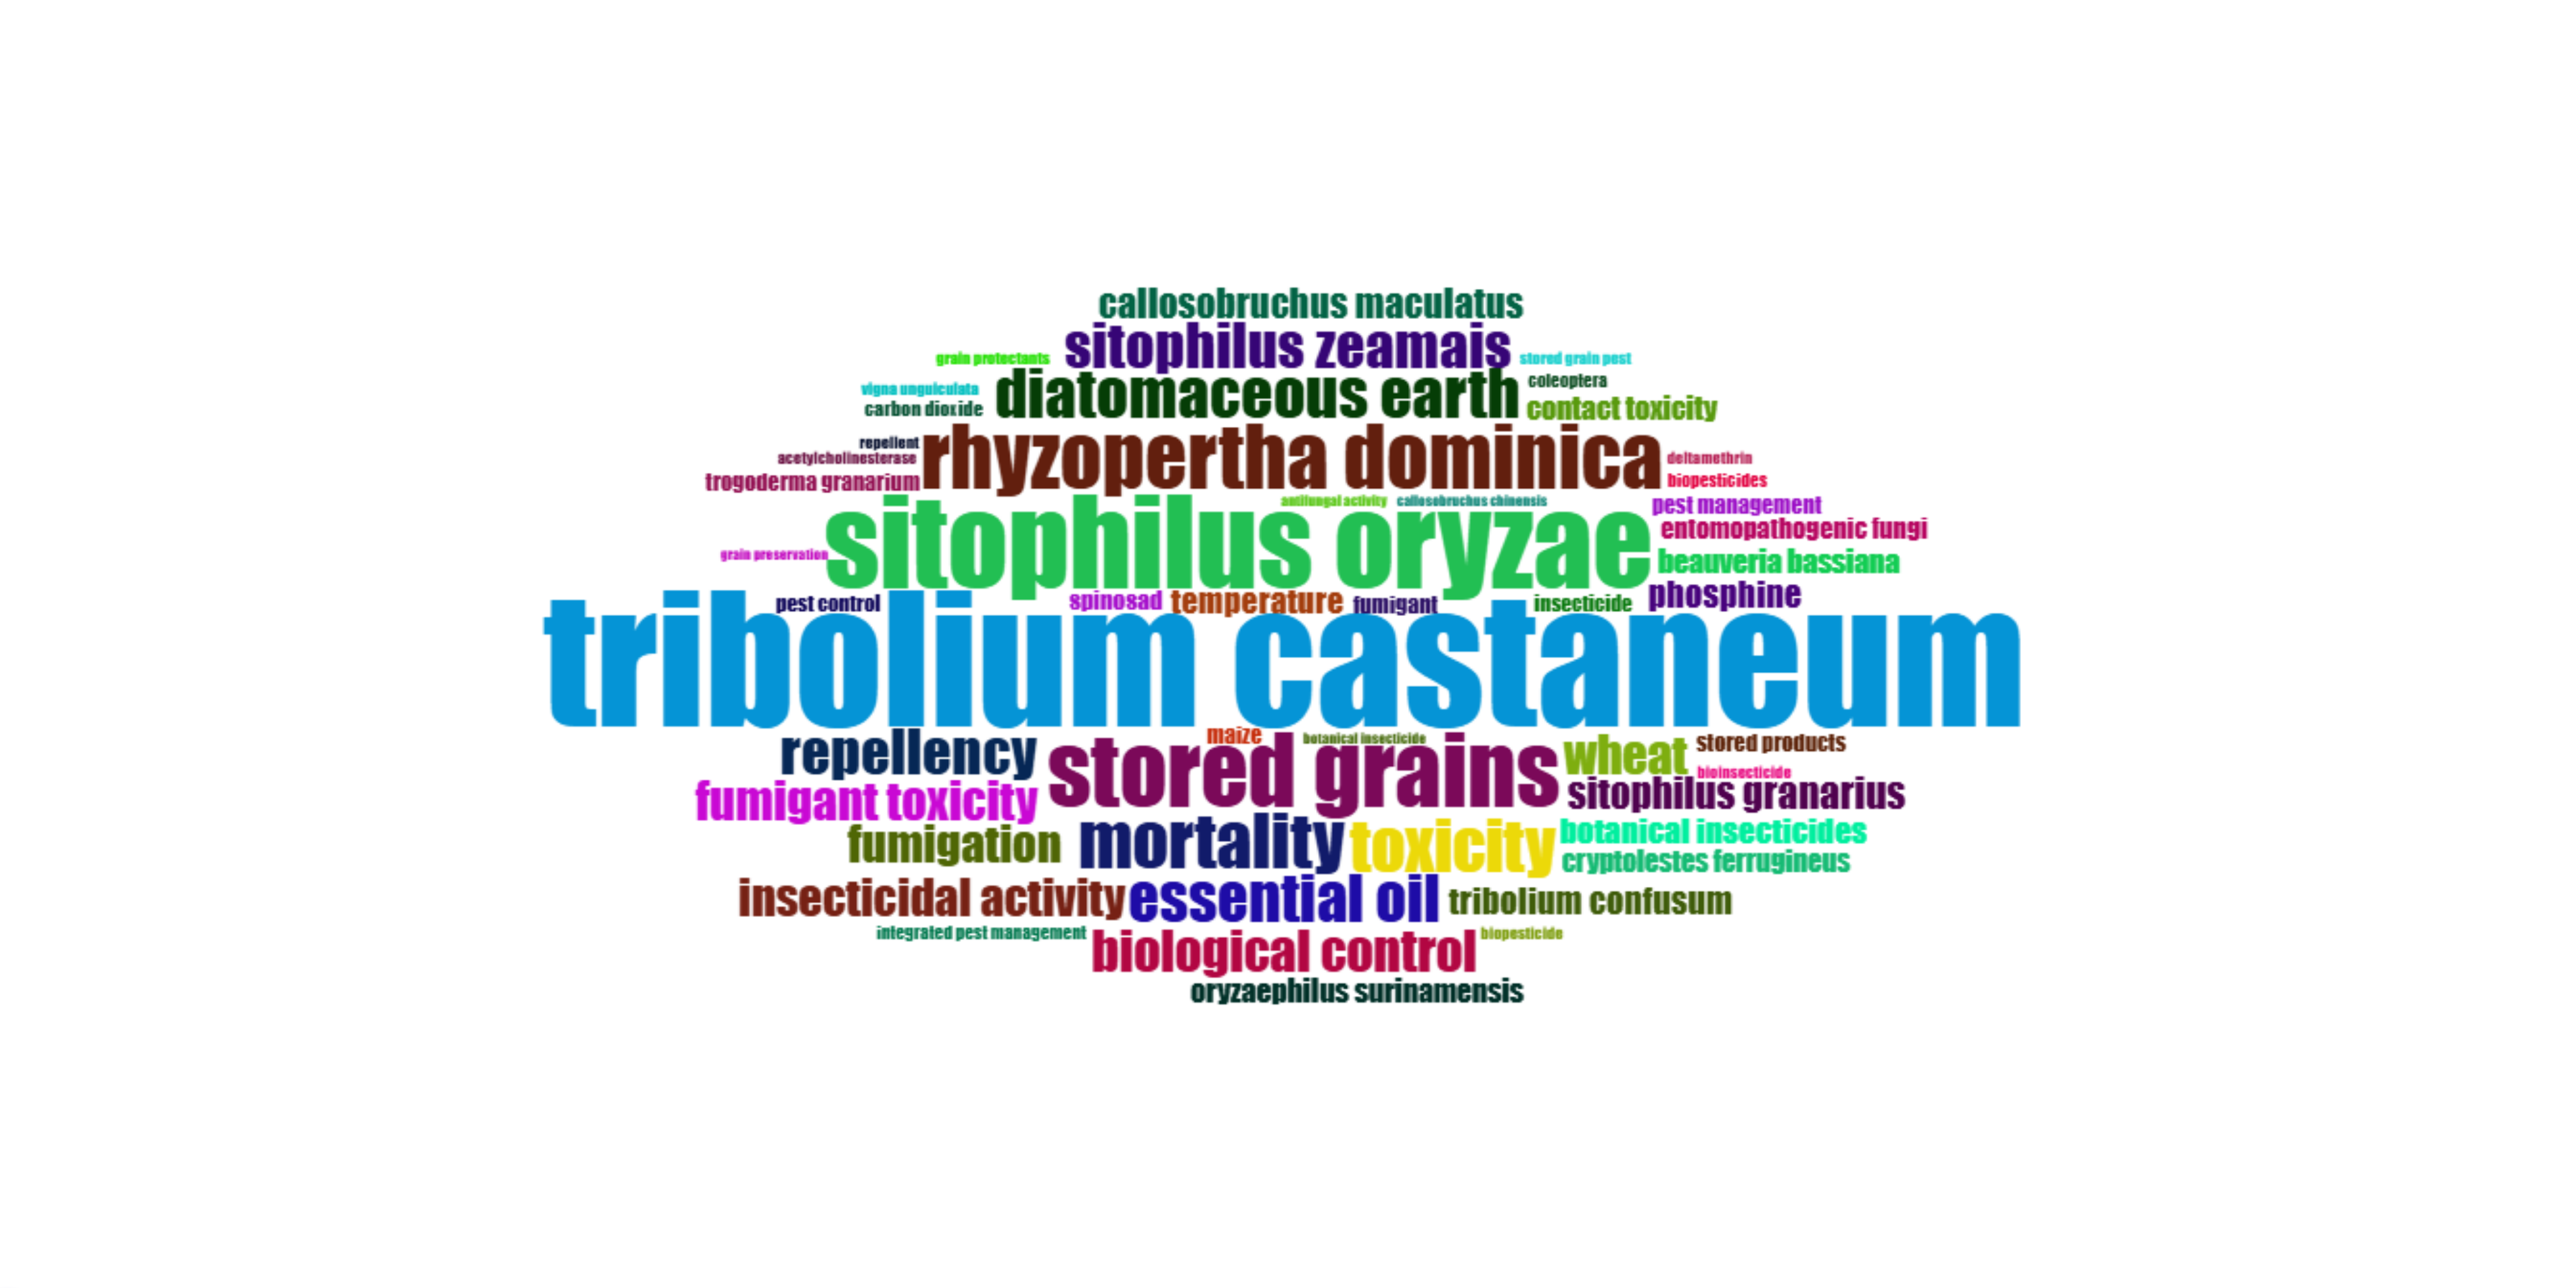 callosobruchus maculatus
grain protectants sitophilus zeamais stored grain pest
vigna unguiculata diatomaceous earth coleoptera
carbon dioxide contact toxicity
repellent
acetylcholinesterase rhyzopertha dominica deltamethrin
trogoderma granarium biopesticides
antifungal activity callosobruchus chinensis pest management
sitophilus oryzae entomopathogenic fungi
grain preservation beauveria bassiana
pest control spinosad temperature fumigant insecticide phosphine
tribolium castaneum
maize botanical insecticide
repellency stored grains wheat stored products
bioinsecticide
fumigant toxicity sitophilus granarius
fumigation mortality toxicity botanical insecticides
cryptolestes ferrugineus
insecticidal activity essential oil tribolium confusum
integrated pest management biological control biopesticide
oryzaephilus surinamensis